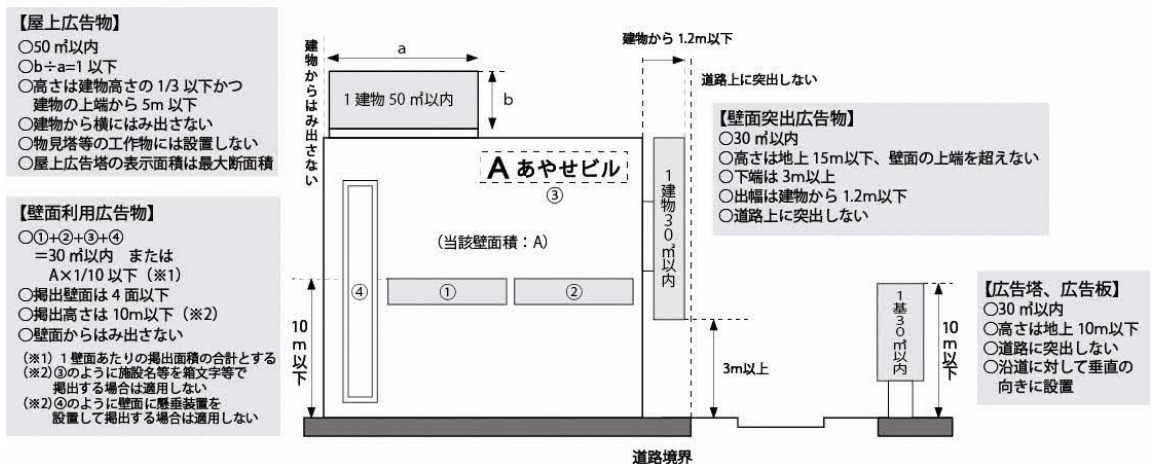 【屋上広告物】
○50 ㎡以内
○b÷a=1 以下
○高さは建物高さの 1/3 以下かつ
建物の上端から 5m 以下
○建物から横にはみ出さない
○物見塔等の工作物には設置しない
○屋上広告塔の表示面積は最大断面積
【壁面利用広告物】
○①+②+③+④
＝30 ㎡以内 または
A×1/10 以下（※1）
○掲出壁面は 4 面以下
○掲出高さは 10m以下（※2）
○壁面からはみ出さない
（※1）1 壁面あたりの掲出面積の合計とする
（※2）③のように施設名等を箱文字等で
掲出する場合は適用しない
（※2）④のように壁面に懸垂装置を
設置して掲出する場合は適用しない
建物からはみ出さない
a
1 建物 50 ㎡以内
b
A あやせビル
③
（当該壁面積：A）
④
①
②
10m以下
建物から 1.2m以下
道路上に突出しない
1建物30㎡以内
3m以上
道路境界
【壁面突出広告物】
○30 ㎡以内
○高さは地上 15m以下、壁面の上端を超えない
○下端は 3m以上
○出幅は建物から 1.2m以下
○道路上に突出しない
1基30㎡以内
10m以下
【広告塔、広告板】
○30 ㎡以内
○高さは地上 10m以下
○道路に突出しない
○沿道に対して垂直の
向きに設置